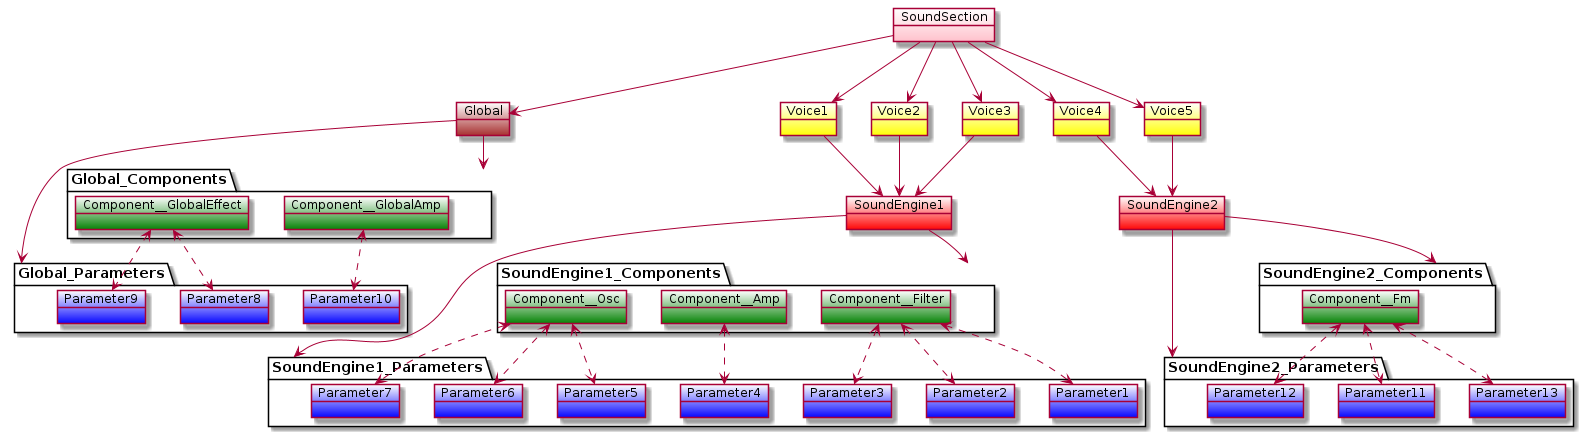 SoundSection
Global
Voice1
Voice2
Voice3
Voice4
Voice5
Global_Components
Component__GlobalEffect
Component__GlobalAmp
SoundEngine1
SoundEngine2
Global_Parameters
Parameter9
Parameter8
Parameter10
SoundEngine1_Components
Component__Osc
Component__Amp
Component__Filter
SoundEngine2_Components
Component__Fm
SoundEngine1_Parameters
Parameter7
Parameter6
Parameter5
Parameter4
Parameter3
Parameter2
Parameter1
SoundEngine2_Parameters
Parameter12
Parameter11
Parameter13